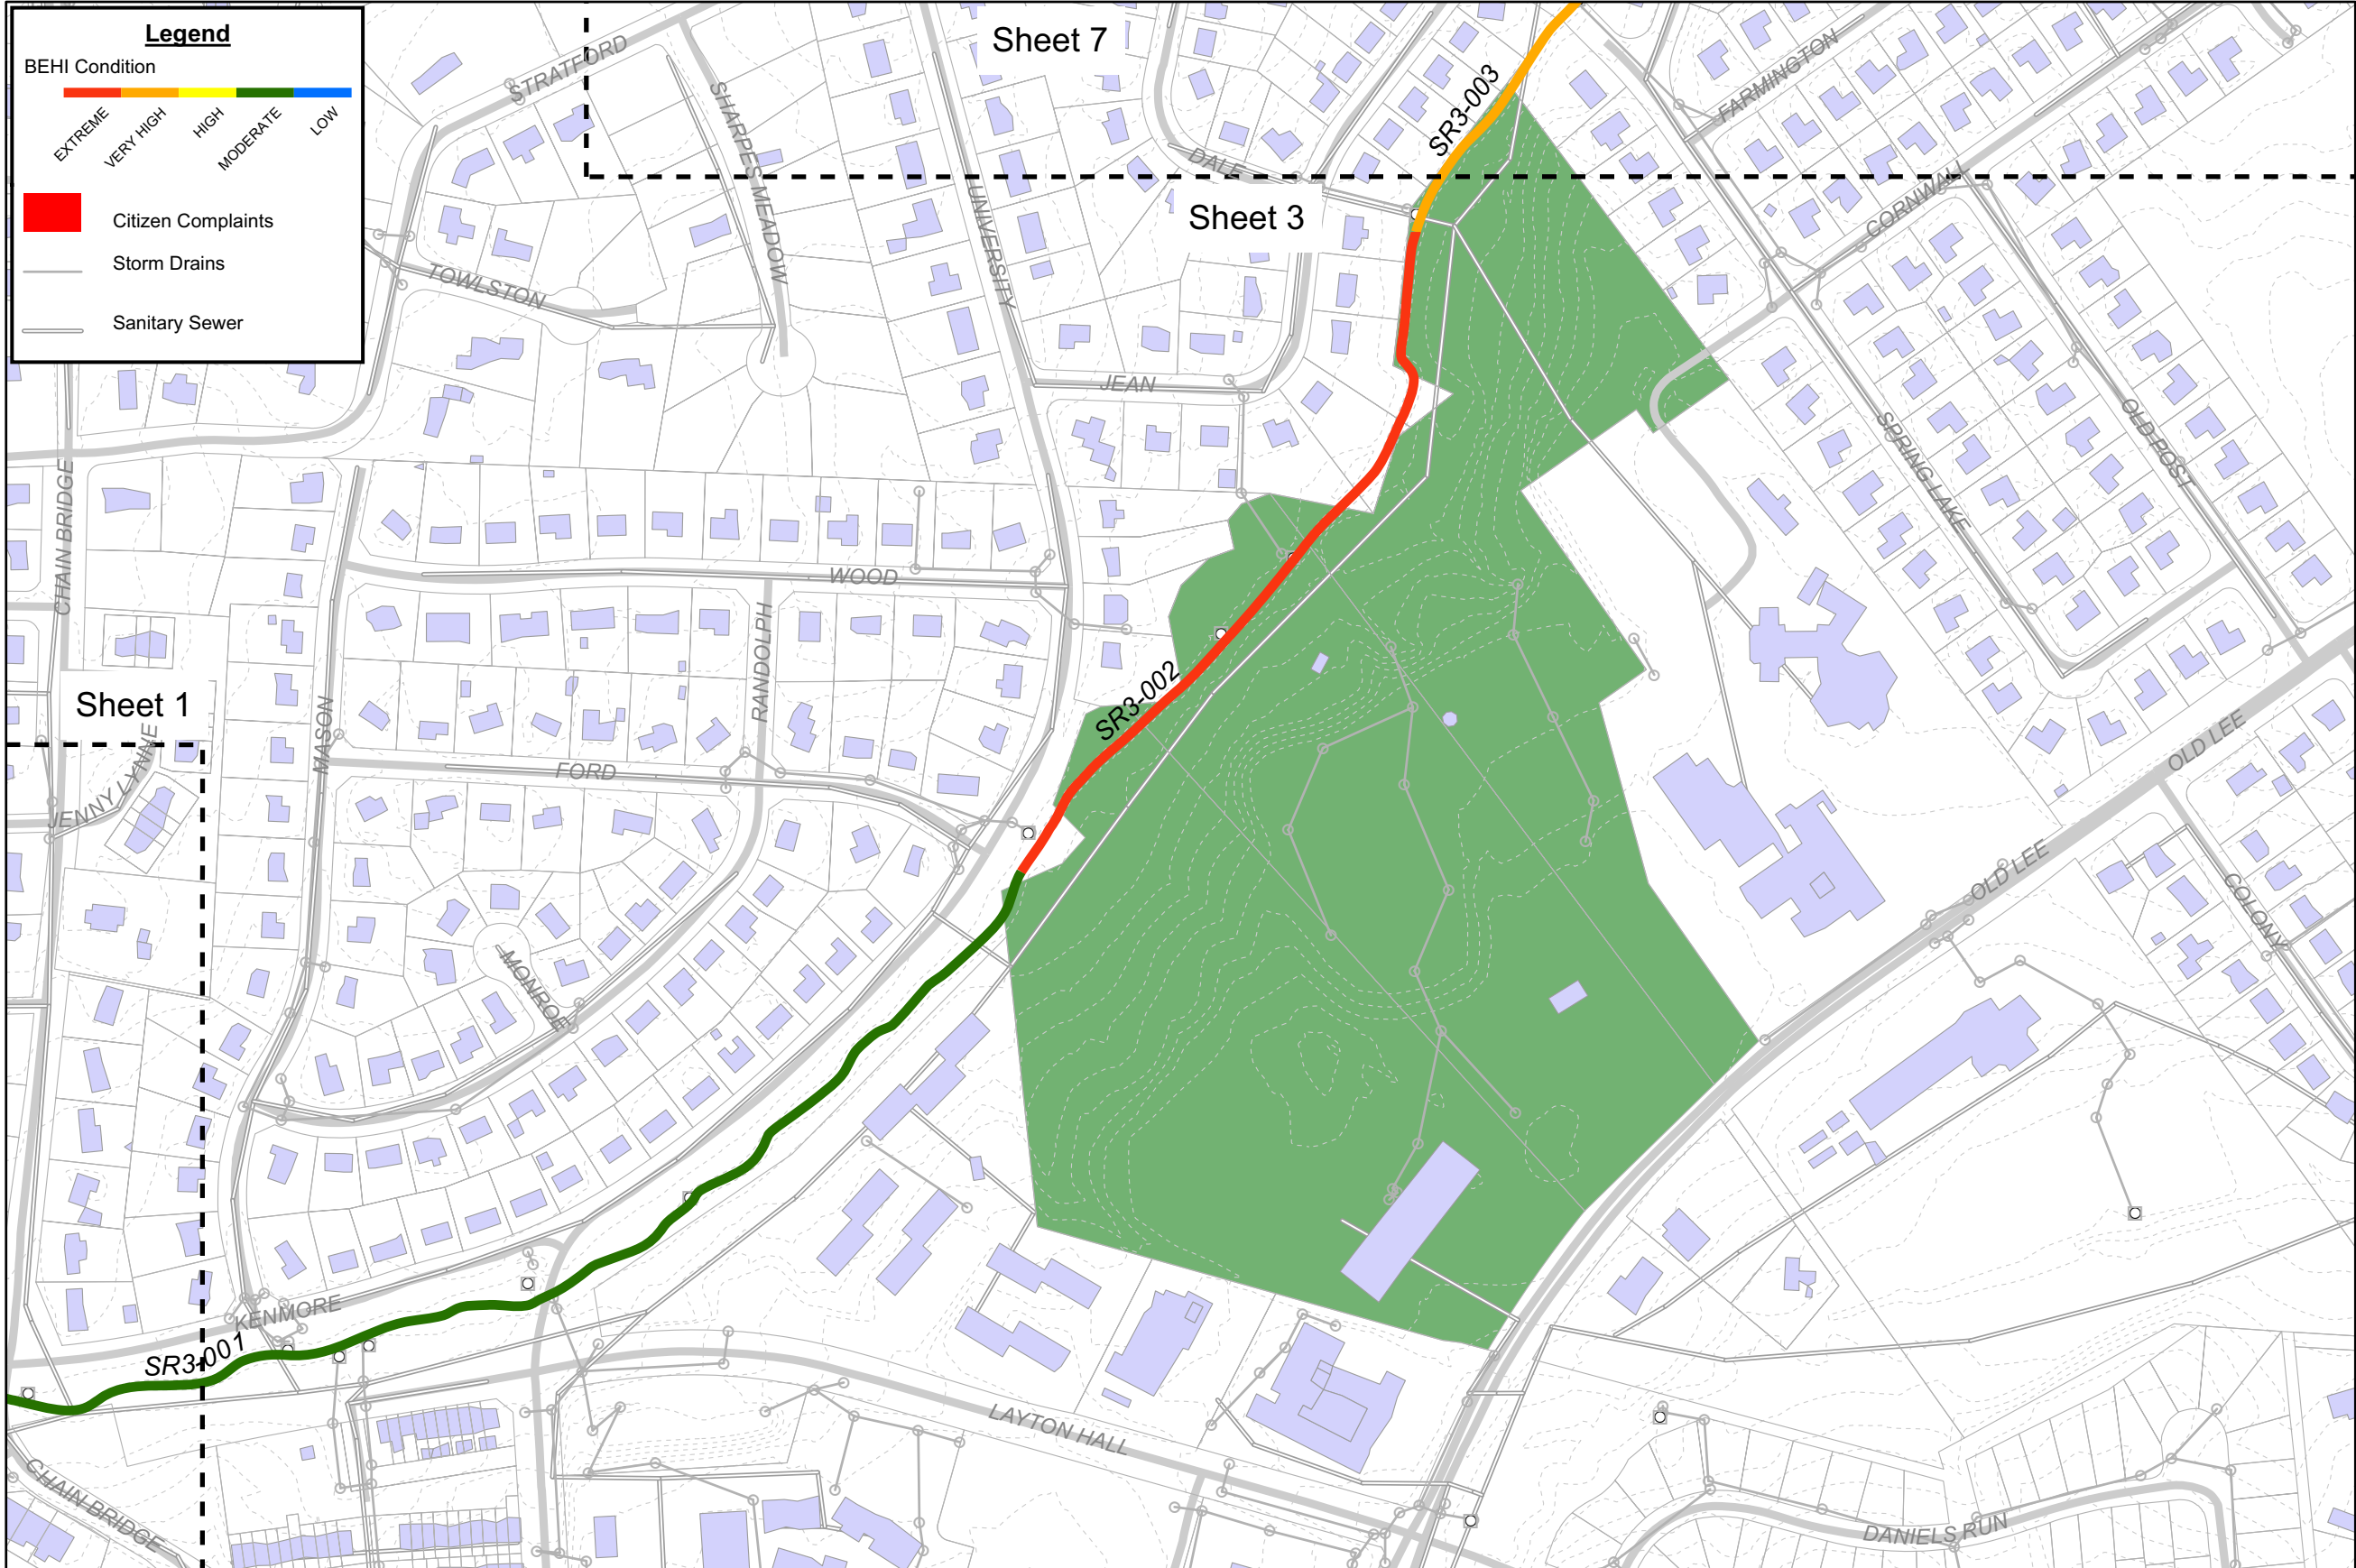 Legend
BEHI Condition
EXTREME
VERY HIGH
HIGH
MODERATE
LOW
Citizen Complaints
Storm Drains
Sanitary Sewer
Sheet 7
Sheet 3
Sheet 1
STRATFORD
SHARPES MEADOW
UNIVERSITY
DALE
SR3-003
FARMINGTON
CORNWALL
TOWLSTON
JEAN
SPRING LAKE
OLD POST
CHAIN BRIDGE
WOOD
RANDOLPH
MASON
SR3-002
JENNY LYNNE
FORD
OLD LEE
OLD LEE
COLONY
MONROE
KENMORE
SR3-001
LAYTON HALL
CHAIN BRIDGE
DANIELS RUN